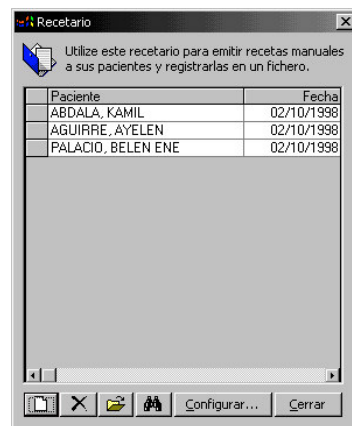 Recetario
Utilize este recetario para emitir recetas manuales
a sus pacientes y registrarlas en un fichero.
Paciente Fecha
ABDALA, KAMIL 02/10/1998
AGUIRRE, AYELEN 02/10/1998
PALACIO, BELEN ENE 02/10/1998
Configurar... Cerrar